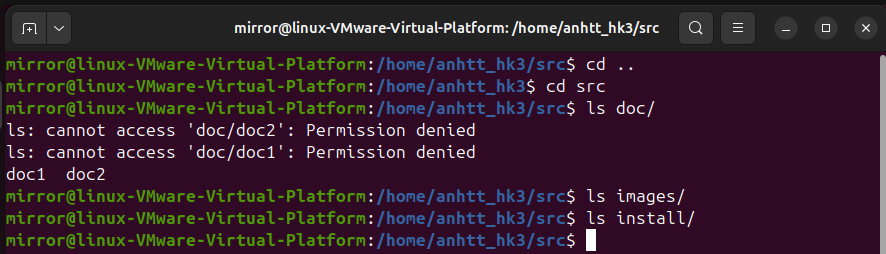 mirror@linux-VMware-Virtual-Platform: /home/anhtt_hk3/src
mirror@linux-VMware-Virtual-Platform:/home/anhtt_hk3/src$ cd ..
mirror@linux-VMware-Virtual-Platform:/home/anhtt_hk3$ cd src
mirror@linux-VMware-Virtual-Platform:/home/anhtt_hk3/src$ ls doc/
ls: cannot access 'doc/doc2': Permission denied
ls: cannot access 'doc/doc1': Permission denied
doc1  doc2
mirror@linux-VMware-Virtual-Platform:/home/anhtt_hk3/src$ ls images/
mirror@linux-VMware-Virtual-Platform:/home/anhtt_hk3/src$ ls install/
mirror@linux-VMware-Virtual-Platform:/home/anhtt_hk3/src$